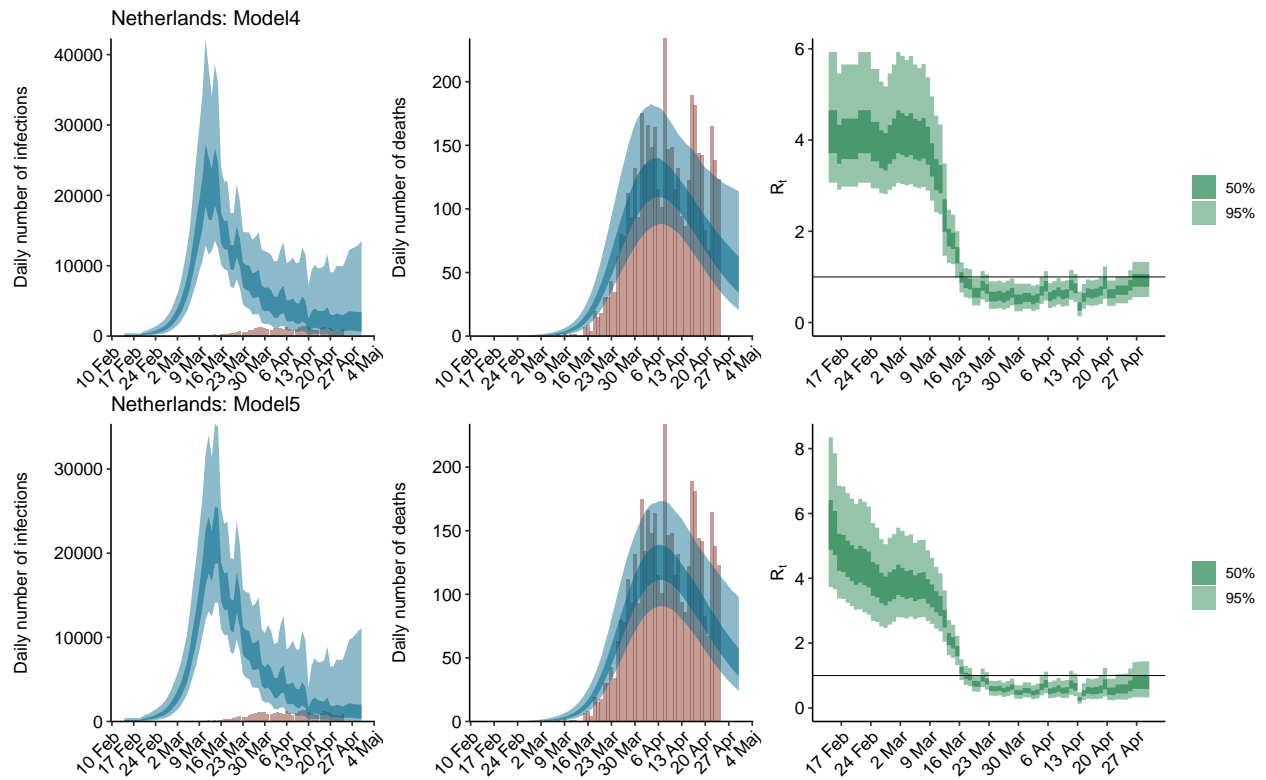 Netherlands: Model4
Daily number of infections
40000
30000
20000
10000
0
10 Feb
17 Feb
24 Feb
2 Mar
9 Mar
16 Mar
23 Mar
30 Mar
6 Apr
13 Apr
20 Apr
27 Apr
4 Maj
Daily number of deaths
200
150
100
50
0
10 Feb
17 Feb
24 Feb
2 Mar
9 Mar
16 Mar
23 Mar
30 Mar
6 Apr
13 Apr
20 Apr
27 Apr
4 Maj
Rt
6
4
2
0
17 Feb
24 Feb
2 Mar
9 Mar
16 Mar
23 Mar
30 Mar
6 Apr
13 Apr
20 Apr
27 Apr
50%
95%
Netherlands: Model5
Daily number of infections
30000
20000
10000
0
10 Feb
17 Feb
24 Feb
2 Mar
9 Mar
16 Mar
23 Mar
30 Mar
6 Apr
13 Apr
20 Apr
27 Apr
4 Maj
Daily number of deaths
200
150
100
50
0
10 Feb
17 Feb
24 Feb
2 Mar
9 Mar
16 Mar
23 Mar
30 Mar
6 Apr
13 Apr
20 Apr
27 Apr
4 Maj
Rt
8
6
4
2
0
17 Feb
24 Feb
2 Mar
9 Mar
16 Mar
23 Mar
30 Mar
6 Apr
13 Apr
20 Apr
27 Apr
50%
95%